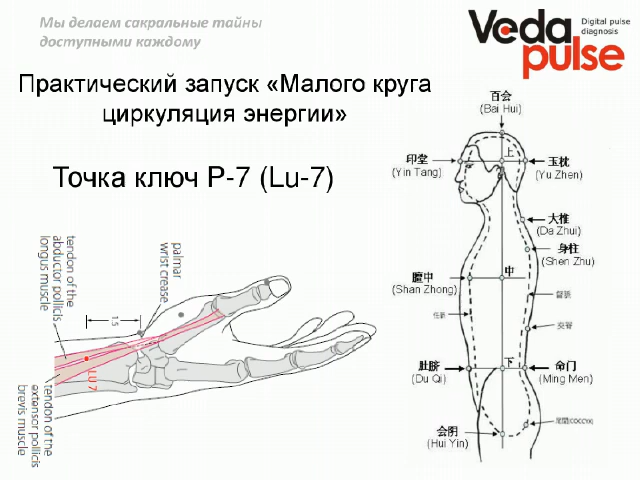 Мы делаем сакральные тайны
доступными каждому
Veda
pulse
Digital pulse
diagnosis
Практический запуск «Малого круга
циркуляция энергии»
Точка ключ P-7 (Lu-7)
tendon of the
abductor pollicis
longus muscle
1.5
palmar
wrist crease
LU 7
tendon of the
extensor pollicis
brevis muscle
百会
(Bai Hui)
印堂
(Yin Tang)
上
玉枕
(Yu Zhen)
大椎
(Da Zhui)
身柱
(Shen Zhu)
膻中
(Shan Zhong)
中
督脈
任脈
肚脐
(Du Qi)
下
命门
(Ming Men)
会阴
(Hui Yin)